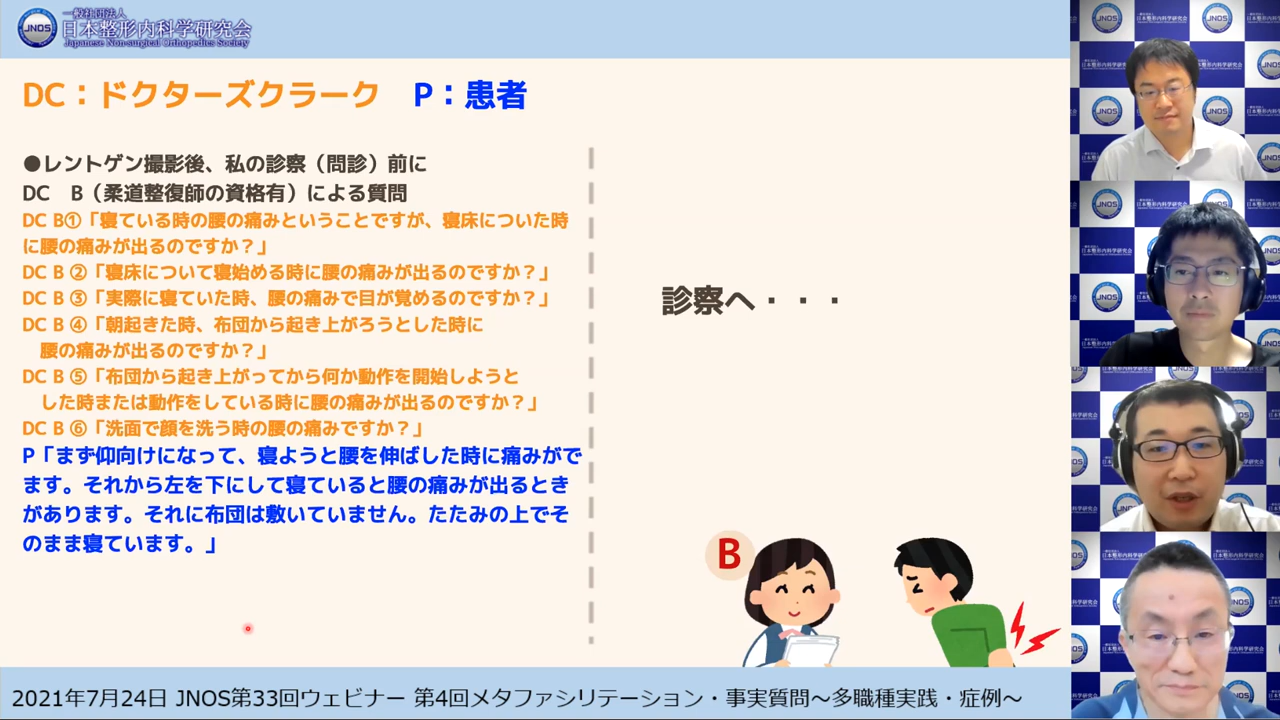 一般社団法人
JNOS 日本整形内科学研究会
Japanese Non-surgical Orthopedics Society
DC：ドクターズクラーク　P：患者
●レントゲン撮影後、私の診察（問診）前に
DC　B（柔道整復師の資格有）による質問
DC B①「寝ている時の腰の痛みということですが、寝床についた時
に腰の痛みが出るのですか？」
DC B ②「寝床について寝始める時に腰の痛みが出るのですか？」
DC B ③「実際に寝ていた時、腰の痛みで目が覚めるのですか？」
DC B ④「朝起きた時、布団から起き上がろうとした時に
腰の痛みが出るのですか？」
DC B ⑤「布団から起き上がってから何か動作を開始しようと
した時または動作をしている時に腰の痛みが出るのですか？」
DC B ⑥「洗面で顔を洗う時の腰の痛みですか？」
P「まず仰向けになって、寝ようと腰を伸ばした時に痛みがで
ます。それから左を下にして寝ていると腰の痛みが出るとき
があります。それに布団は敷いていません。たたみの上でそ
のまま寝ています。」
診察へ・・・
B
2021年7月24日 JNOS第33回ウェビナー 第4回メタファシリテーション・事実質問～多職種実践・症例～